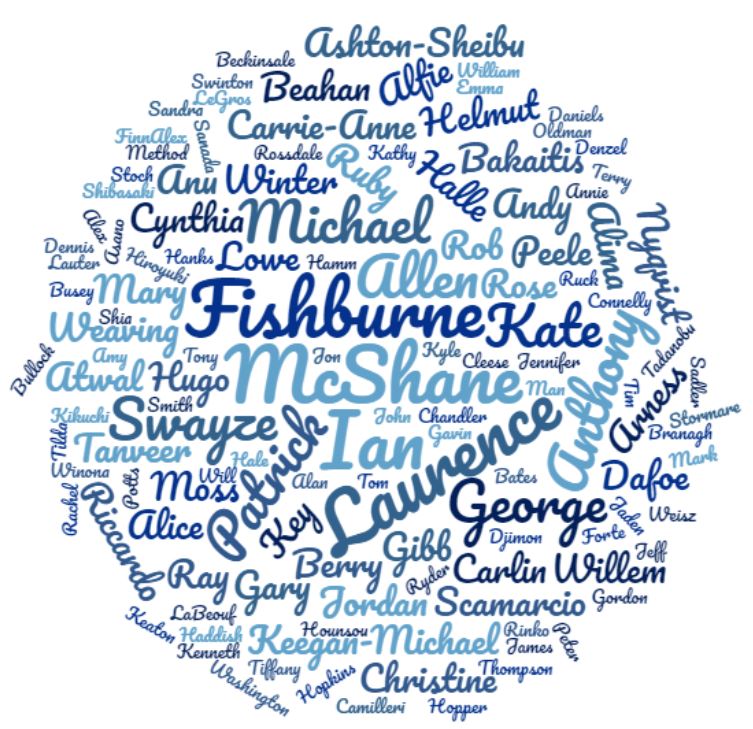 Ashton-Sheibu
Beckinsale
William
Swinton
Beahan
Alfie
Emma
LeGros
Sandra
Carrie-Anne
Helmut
Daniels
Oldman
FinnAlex
Sanada
Method
Rossdale
Ruby
Kathy
Halle
Bakaitis
Denzel
Stoch
Shibasaki
Anu
Winter
Terry
Annie
Alex
Asano
Cynthia
Michael
Andy
Alima
Nyqvist
Dennis
Lauter
Hiroyuki
Hanks
Lowe
Hamm
Rob
Peele
Busey
Mary
Allen
Rose
Ruck
Connelly
Shia
Fishburne
Kate
Weaving
Tadanobu
Bullock
Amy
Tony
Jon
Kyle
Cleese
Jennifer
Anthony
Atwal
Hugo
McShane
Man
Tim
Arness
Sadler
Kikuchi
Smith
Swayze
Patrick
Ian
John
Chandler
Gavin
Laurence
Stormare
Branagh
Tilda
Tanveer
Hale
Mark
Winona
Potts
Moss
Will
Alan
Tom
Bates
Dafoe
Rachel
Riccardo
Alice
Key
George
Jaden
Weisz
Djimon
Forte
Jeff
Ray
Gary
Berry
Gibb
Ryder
Carlin
Willem
Keaton
LaBeouf
Jordan
Scamarcio
Gordon
Haddish
Hounsou
Keegan-Michael
Rinko
Peter
Kenneth
James
Washington
Tiffany
Hopkins
Christine
Thompson
Camilleri
Hopper